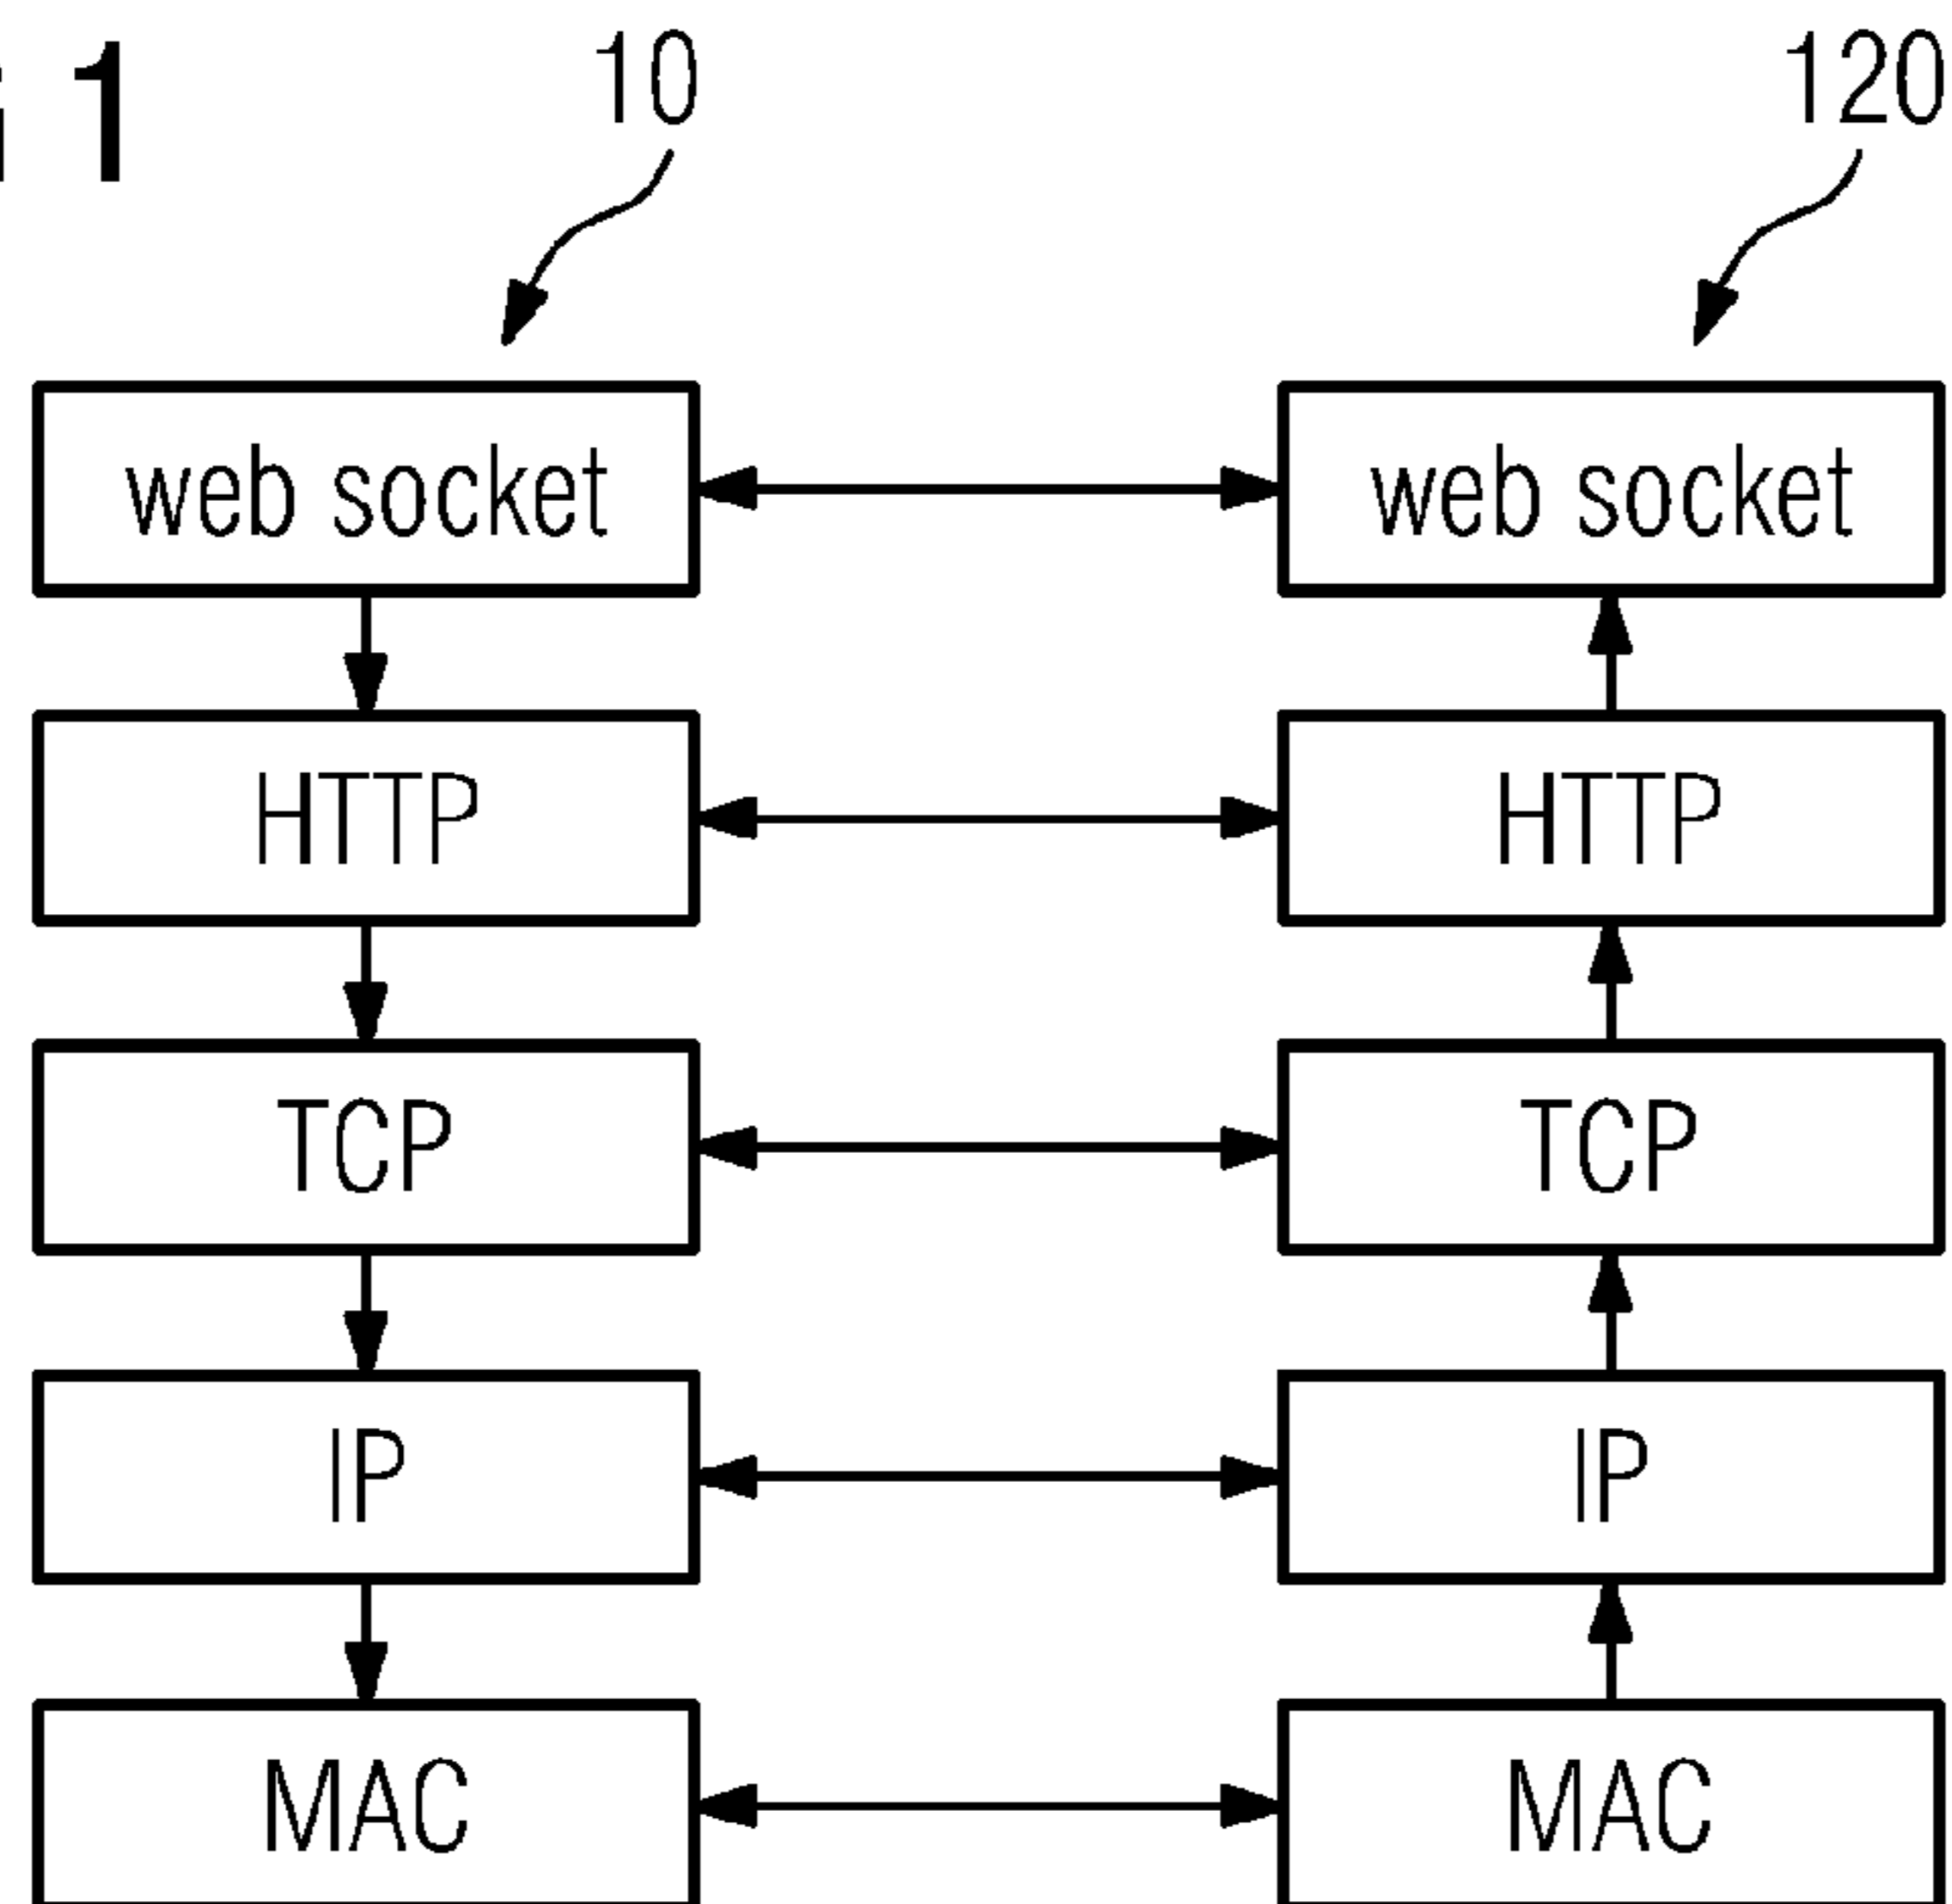 1
10 120
web socket web socket
HTTP HTTP
TCP TCP
IP IP
MAC MAC